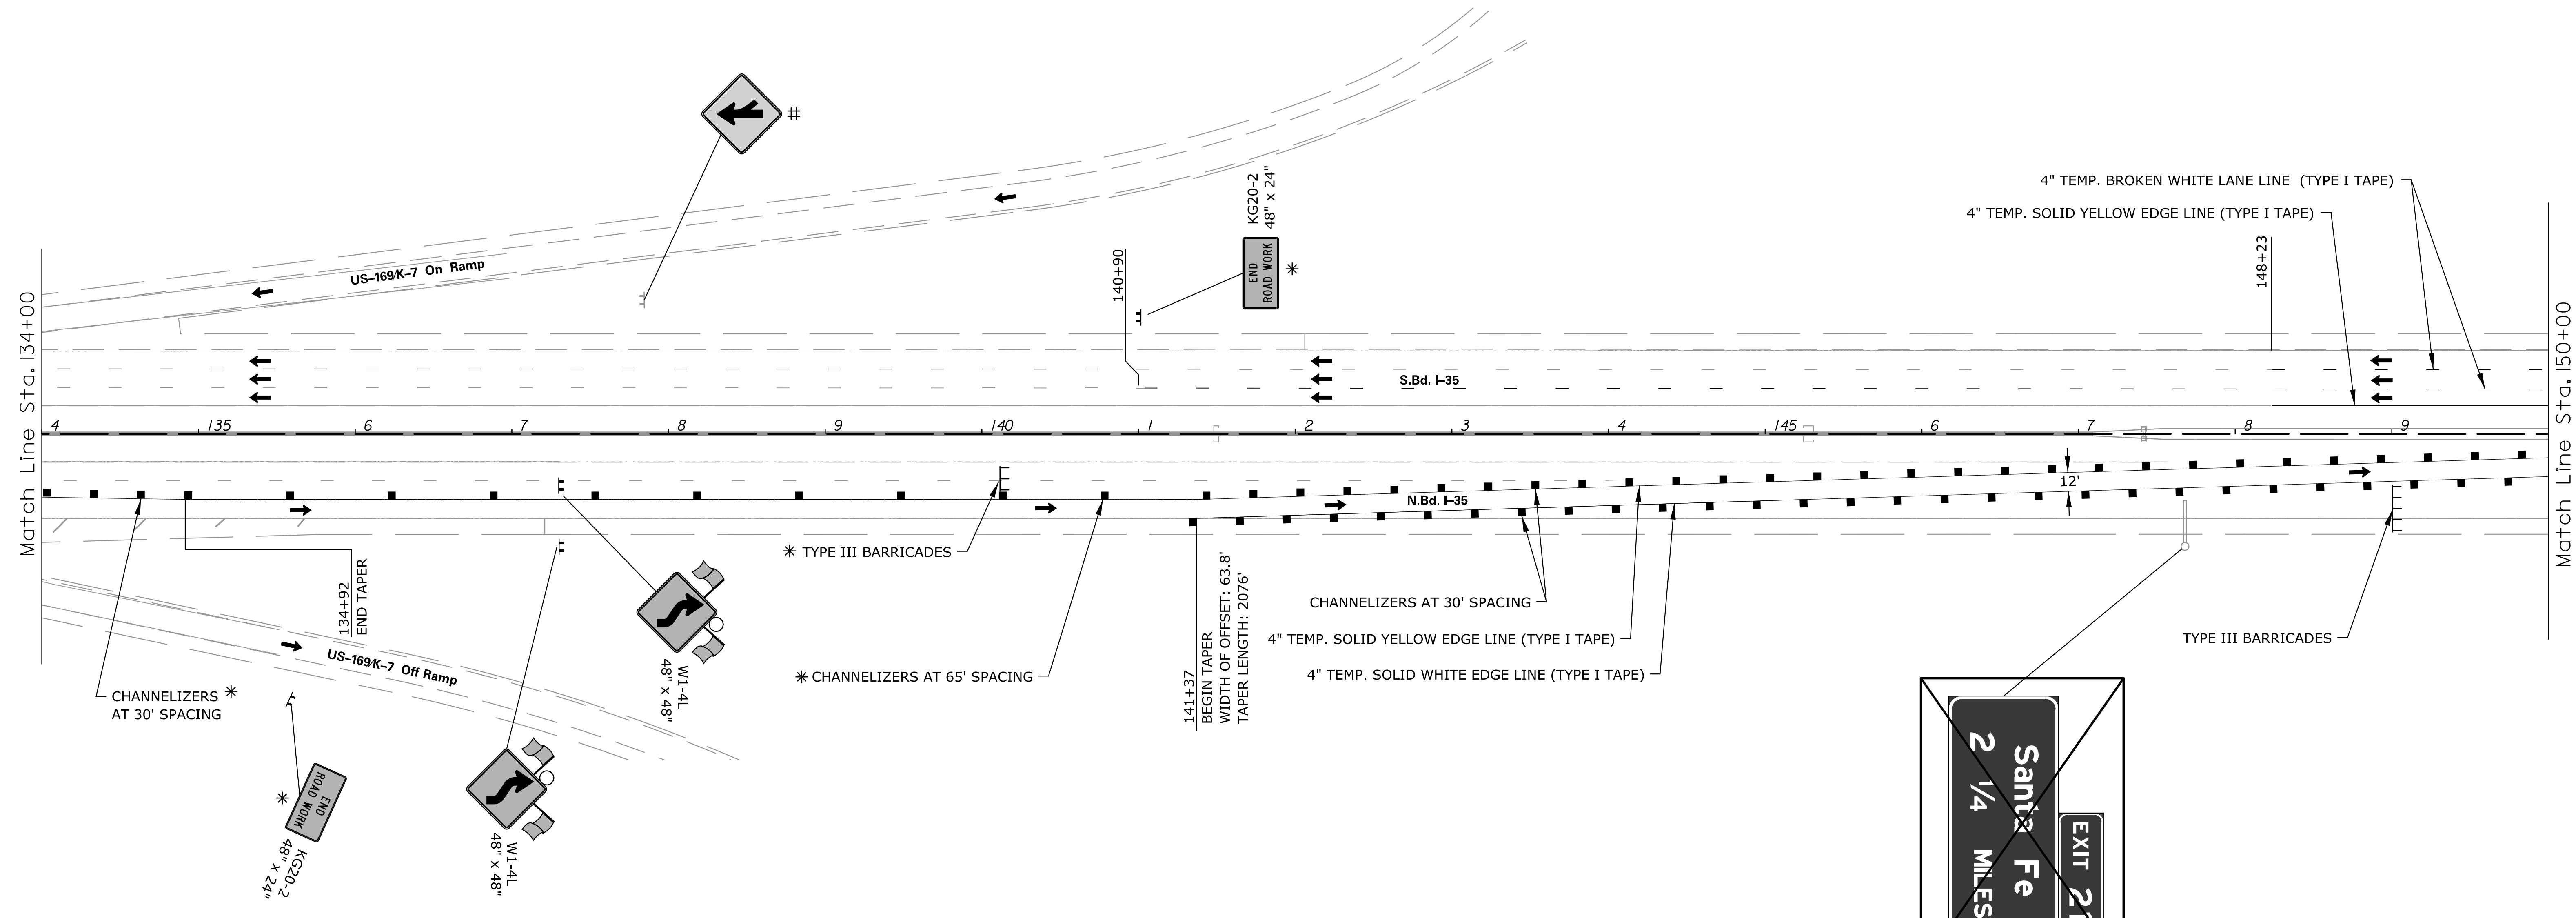 #
KG20-2
48" x 24"
END
ROAD WORK
*
4" TEMP. BROKEN WHITE LANE LINE (TYPE I TAPE)
4" TEMP. SOLID YELLOW EDGE LINE (TYPE I TAPE)
148+23
140+90
US-169/K-7 On Ramp
Match Line Sta. 134+00
Match Line Sta. 150+00
S.Bd. I-35
4 135 6 7 8 9 140 1 2 3 4 145 6 7 8 9
12'
N.Bd. I-35
* TYPE III BARRICADES
134+92
END TAPER
CHANNELIZERS AT 30' SPACING
4" TEMP. SOLID YELLOW EDGE LINE (TYPE I TAPE)
4" TEMP. SOLID WHITE EDGE LINE (TYPE I TAPE)
TYPE III BARRICADES
* CHANNELIZERS AT 65' SPACING
141+37
BEGIN TAPER
WIDTH OF OFFSET: 63.8'
TAPER LENGTH: 2076'
US-169/K-7 Off Ramp
CHANNELIZERS *
AT 30' SPACING
W1-4L
48" x 48"
W1-4L
48" x 48"
*
END
ROAD WORK
KG20-2
48" x 24"
EXIT
Santa Fe
2 1/4 MILES